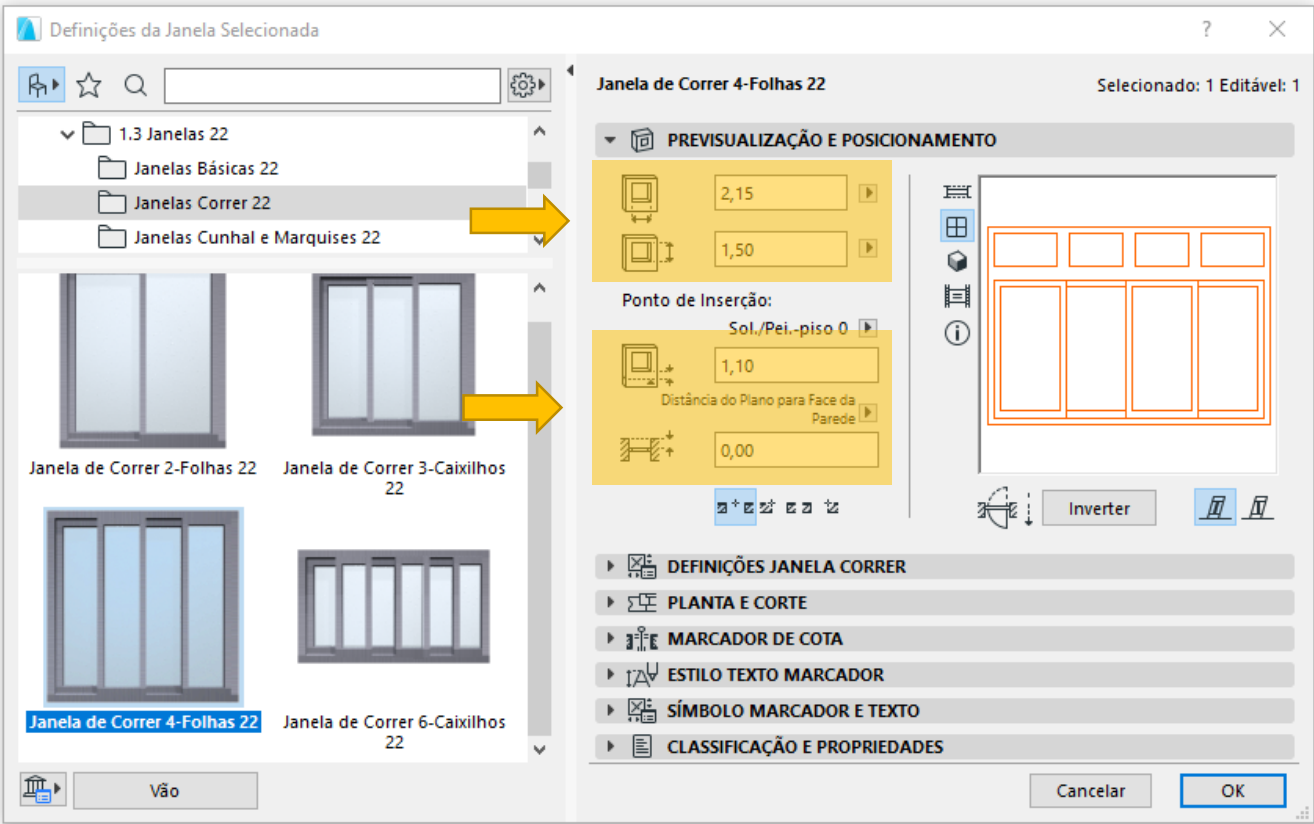 Definições da Janela Selecionada
?
Janela de Correr 4-Folhas 22
Selecionado: 1 Editável: 1
1.3 Janelas 22
Janelas Básicas 22
Janelas Correr 22
Janelas Cunhal e Marquises 22
Janela de Correr 2-Folhas 22
Janela de Correr 3-Caixilhos
22
Janela de Correr 4-Folhas 22
Janela de Correr 6-Caixilhos
22
Vão
PREVISUALIZAÇÃO E POSICIONAMENTO
2,15
1,50
Ponto de Inserção:
Sol./Pei.-piso 0
1,10
Distância do Plano para Face da
Parede
0,00
Inverter
DEFINIÇÕES JANELA CORRER
PLANTA E CORTE
MARCADOR DE COTA
ESTILO TEXTO MARCADOR
SÍMBOLO MARCADOR E TEXTO
CLASSIFICAÇÃO E PROPRIEDADES
Cancelar
OK